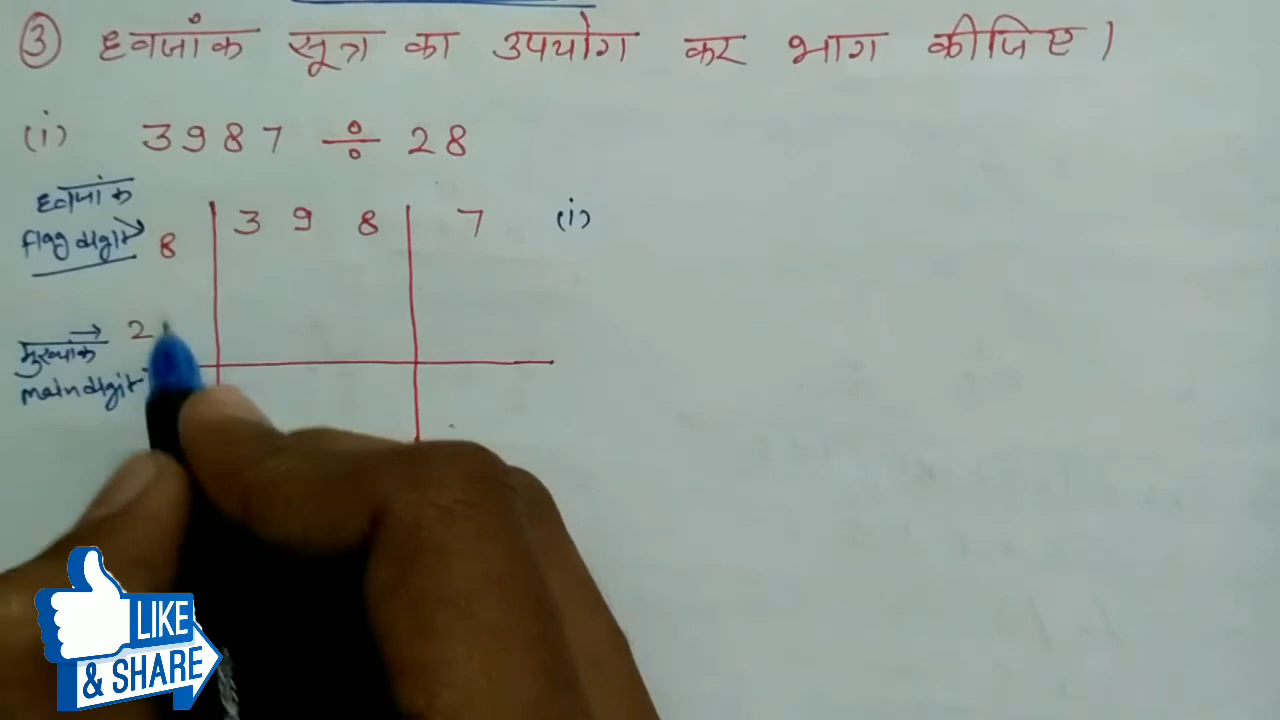 ③ ध्वजांक सूत्र का उपयोग कर भाग कीजिए।
(i) 3987 ÷ 28
ध्वजांक
flag digit → 8 | 3 9 8 | 7 (i)
मुख्यांक → 2
main digit
LIKE
& SHARE